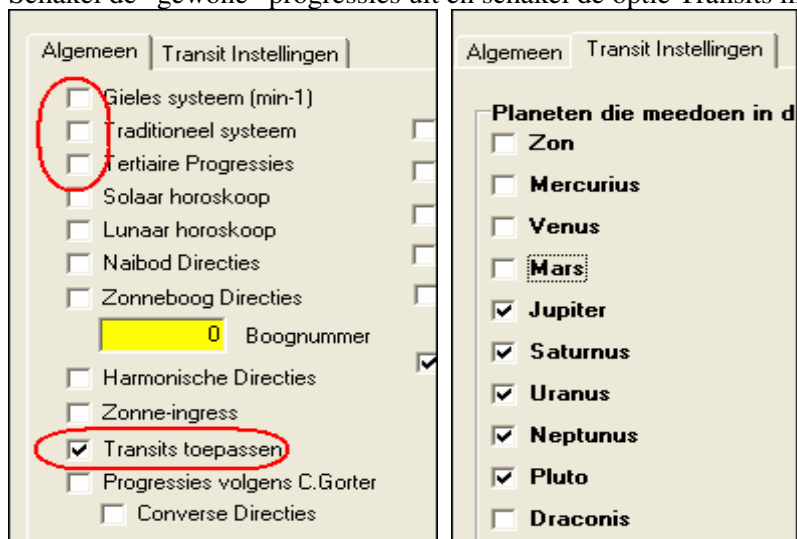 Schakel de "gewone" progressies uit en schakel de optie Transits in
Algemeen
Transit Instellingen
Gieles systeem (min-1)
Traditioneel systeem
Tertiaire Progressies
Solaar horoskoop
Lunaar horoskoop
Naibod Directies
Zonneboog Directies
0 Boognummer
Harmonische Directies
Zonne-ingress
Transits toepassen
Progressies volgens C.Gorter
Converse Directies
Algemeen
Transit Instellingen
Planeten die meedoen in d
Zon
Mercurius
Venus
Mars
Jupiter
Saturnus
Uranus
Neptunus
Pluto
Draconis